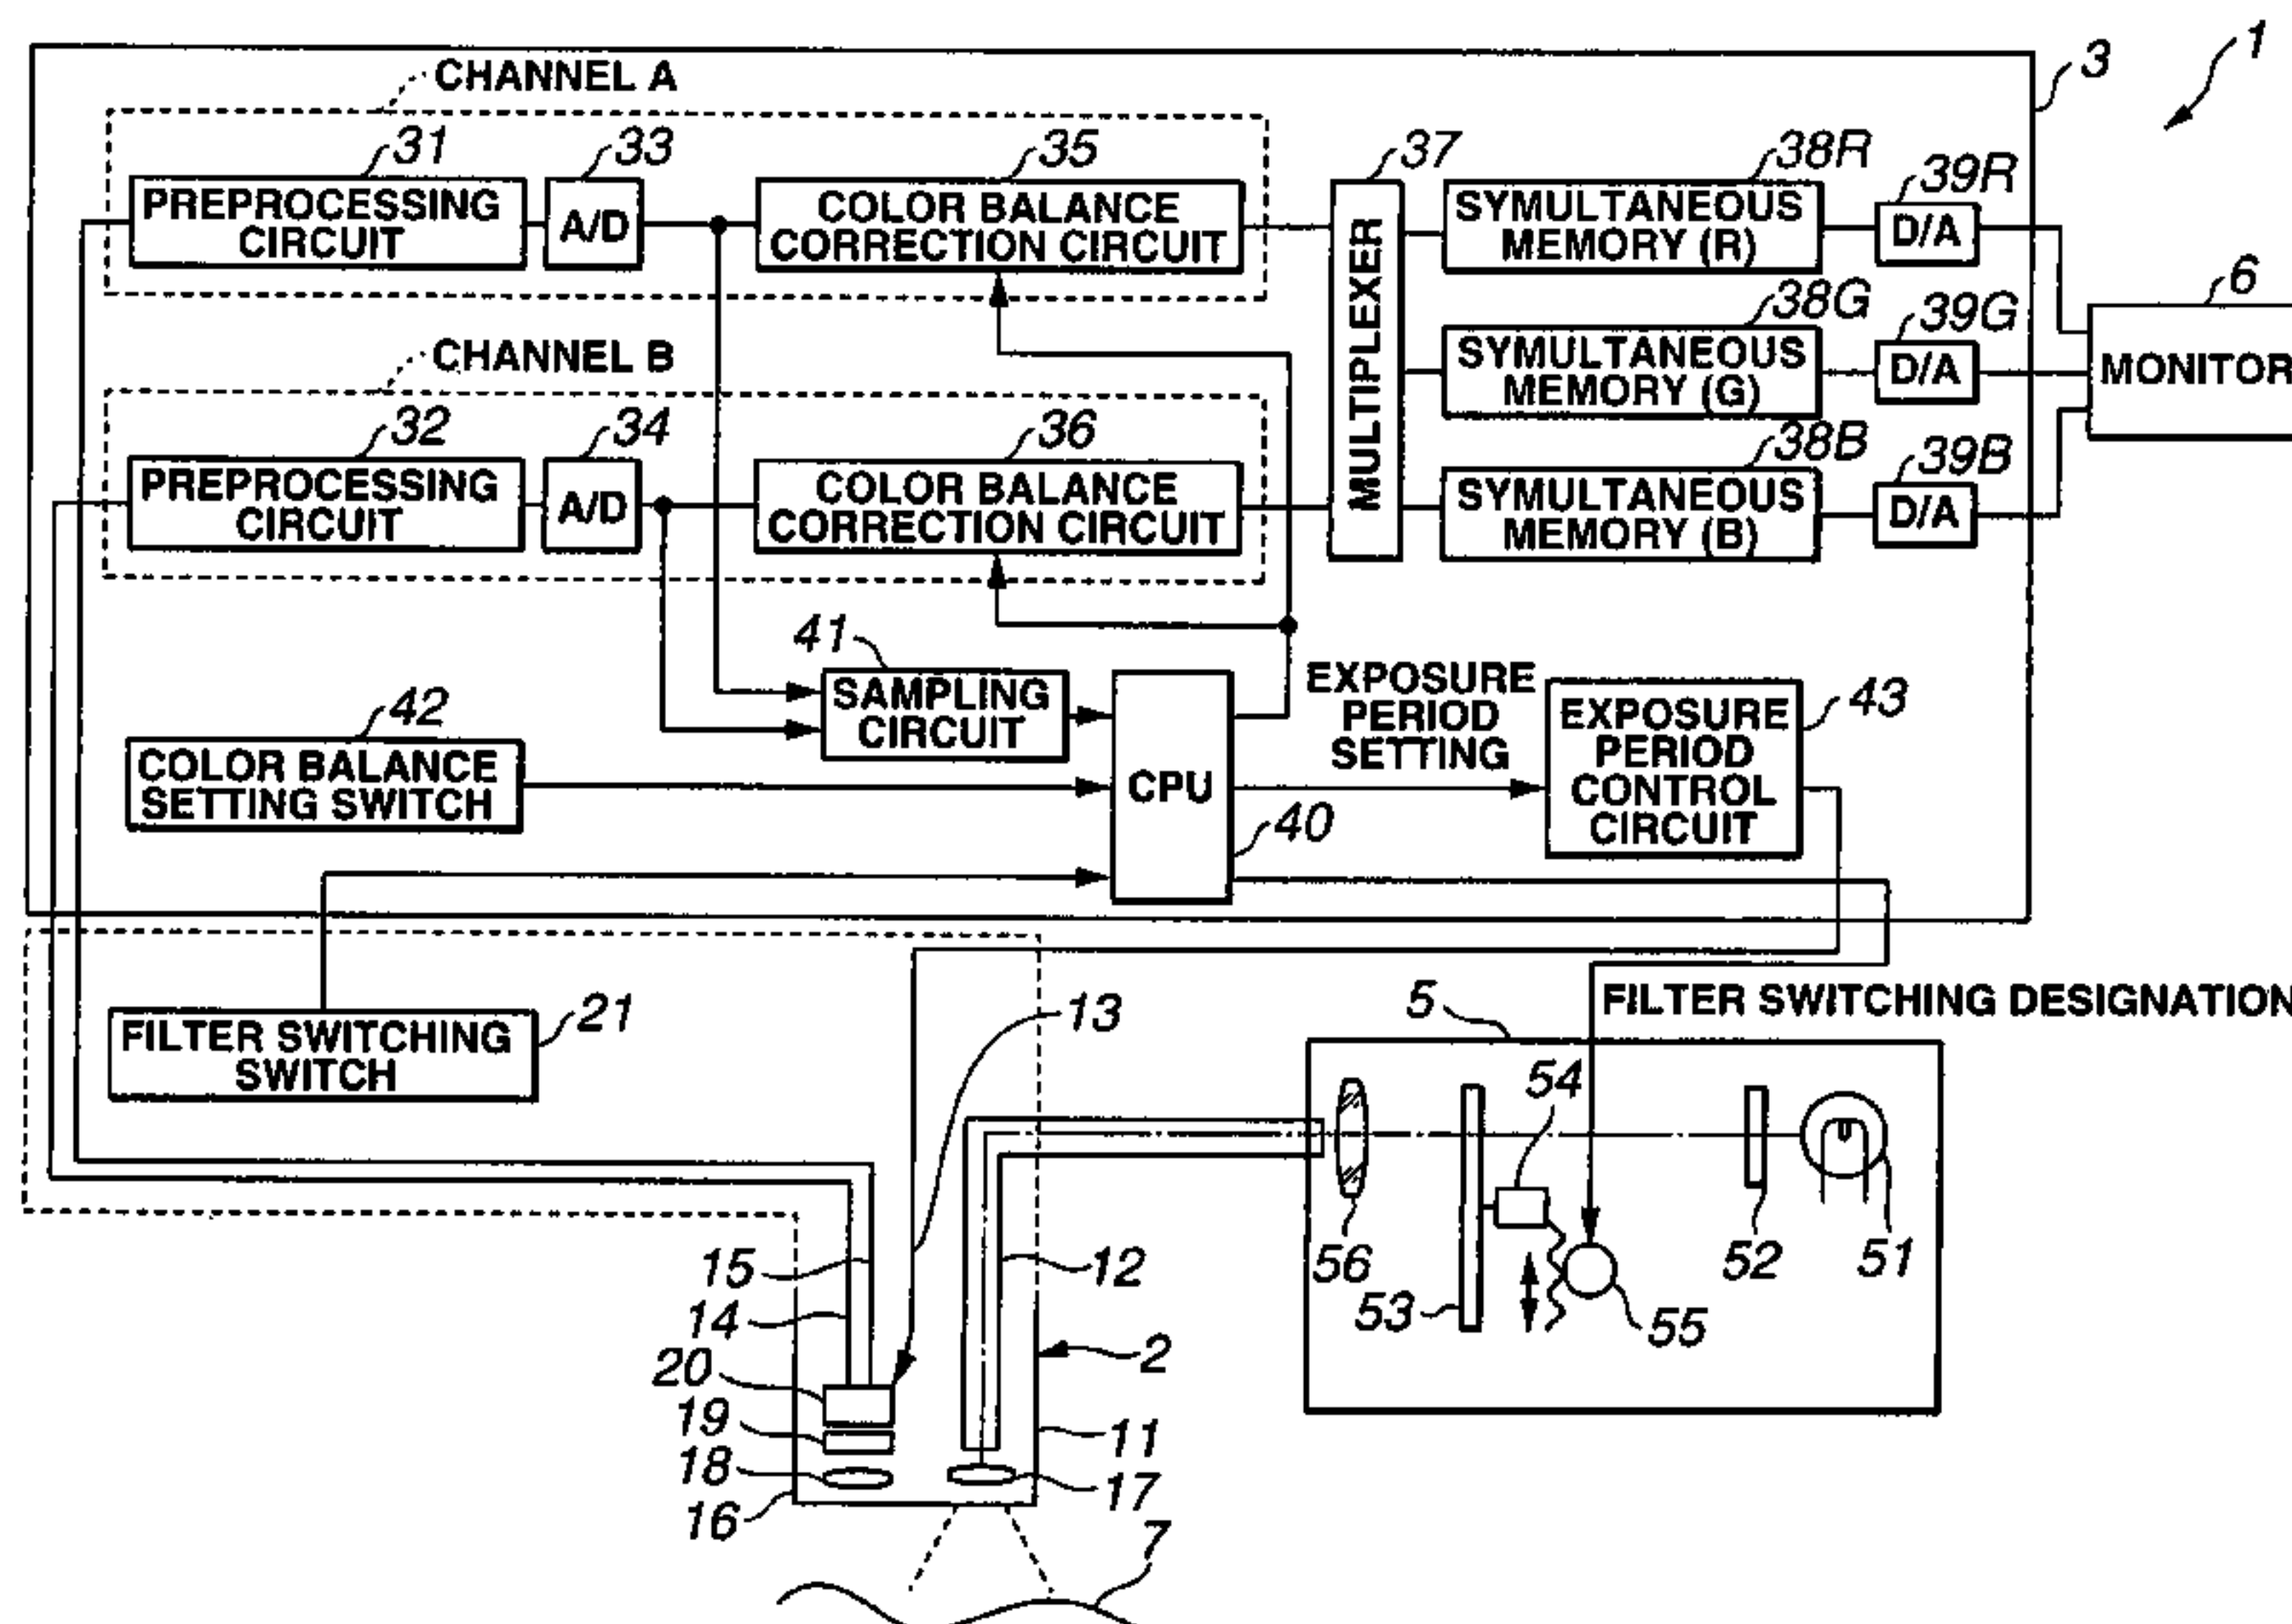 1
3
CHANNEL A
31
33
35
37
38R
39R
PREPROCESSING
CIRCUIT
A/D
COLOR BALANCE
CORRECTION CIRCUIT
MULTIPLEXER
SYMULTANEOUS
MEMORY (R)
D/A
6
38G
39G
CHANNEL B
SYMULTANEOUS
MEMORY (G)
D/A
MONITOR
32
34
36
38B
39B
PREPROCESSING
CIRCUIT
A/D
COLOR BALANCE
CORRECTION CIRCUIT
SYMULTANEOUS
MEMORY (B)
D/A
41
SAMPLING
CIRCUIT
EXPOSURE
PERIOD
SETTING
43
EXPOSURE
PERIOD
CONTROL
CIRCUIT
42
COLOR BALANCE
SETTING SWITCH
CPU
40
21
FILTER SWITCHING
SWITCH
13
5
FILTER SWITCHING DESIGNATION
54
15
12
56
52
51
14
53
55
20
2
19
11
18
17
16
7